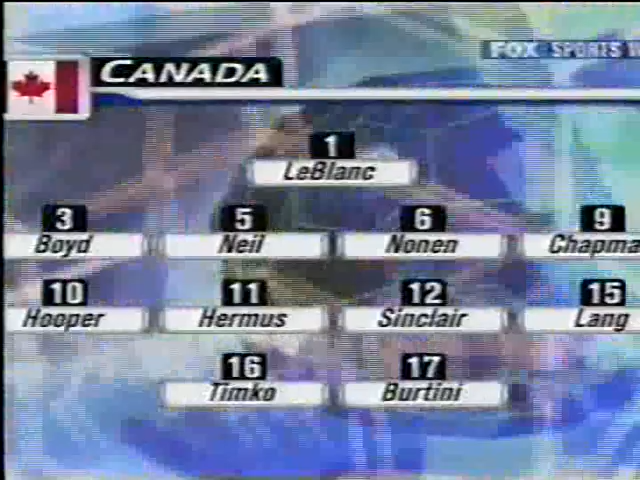 CANADA
FOX SPORTS W
1
LeBlanc
3 5 6 9
Boyd Neil Nonen Chapma
10 11 12 15
Hooper Hermus Sinclair Lang
16 17
Timko Burtini